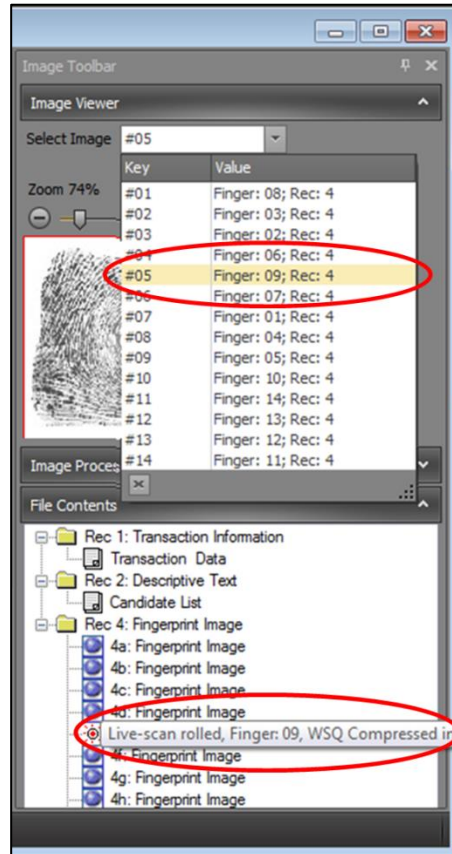 Image Toolbar
Image Viewer
Select Image #05
Key Value
Zoom 74%
#01 Finger: 08; Rec: 4
#02 Finger: 03; Rec: 4
#03 Finger: 02; Rec: 4
#04 Finger: 06; Rec: 4
#05 Finger: 09; Rec: 4
#06 Finger: 07; Rec: 4
#07 Finger: 01; Rec: 4
#08 Finger: 04; Rec: 4
#09 Finger: 05; Rec: 4
#10 Finger: 10; Rec: 4
#11 Finger: 14; Rec: 4
#12 Finger: 13; Rec: 4
#13 Finger: 12; Rec: 4
#14 Finger: 11; Rec: 4
Image Proces
File Contents
Rec 1: Transaction Information
Transaction Data
Rec 2: Descriptive Text
Candidate List
Rec 4: Fingerprint Image
4a: Fingerprint Image
4b: Fingerprint Image
4c: Fingerprint Image
4d: Fingerprint Image
Live-scan rolled, Finger: 09, WSQ Compressed in
4f: Fingerprint Image
4g: Fingerprint Image
4h: Fingerprint Image